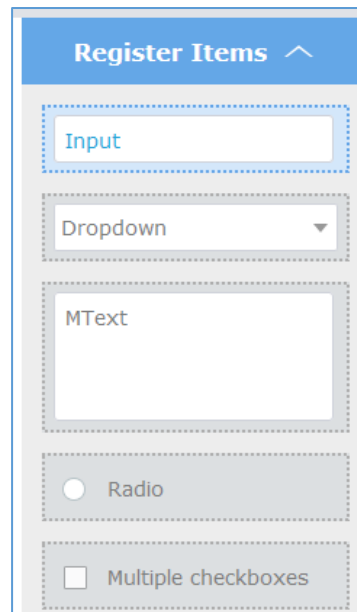 Register Items
Input
Dropdown
MText
Radio
Multiple checkboxes